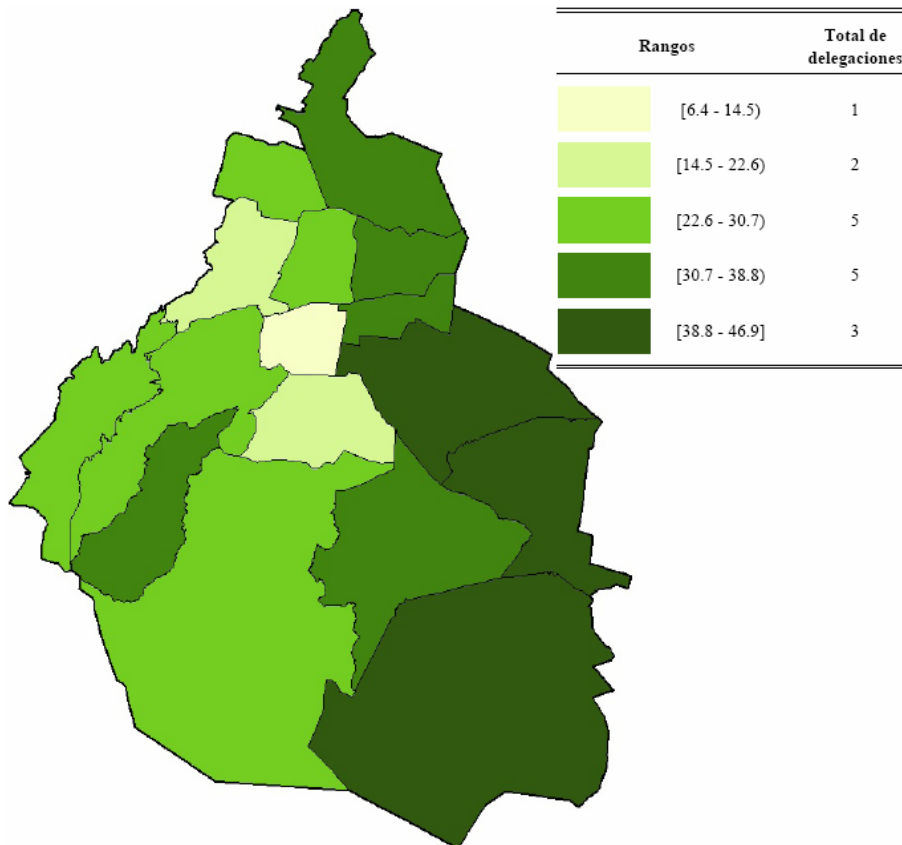 Rangos
Total de
delegaciones
[6.4 - 14.5) 1
[14.5 - 22.6) 2
[22.6 - 30.7) 5
[30.7 - 38.8) 5
[38.8 - 46.9] 3